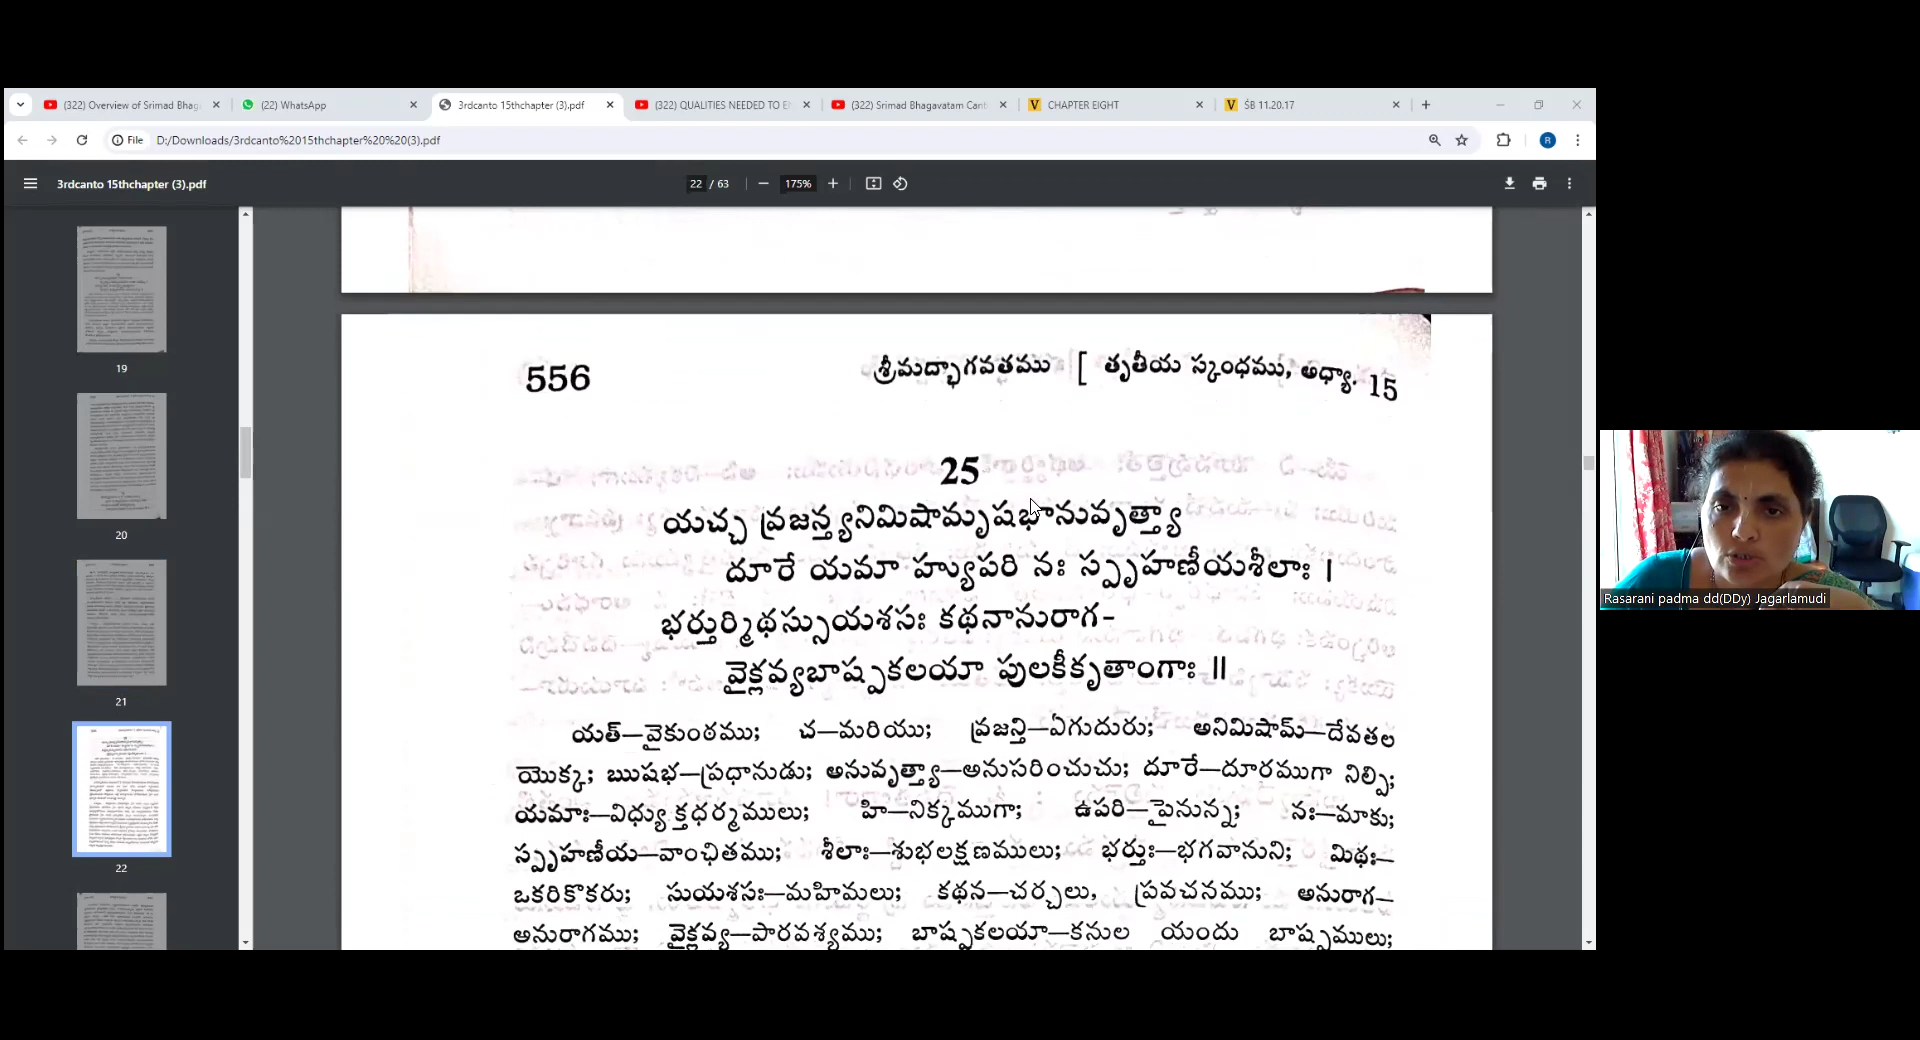 (322) Overview of Srimad Bhag
(22) WhatsApp
3rdcanto 15thchapter (3).pdf
(322) QUALITIES NEEDED TO E
(322) Srimad Bhagavatam Cant
CHAPTER EIGHT
ŚB 11.20.17
File D:/Downloads/3rdcanto%2015thchapter%20%20(3).pdf
R
3rdcanto 15thchapter (3).pdf
22 / 63
175%
19
20
21
22
556 శ్రీమద్భాగవతము [ తృతీయ స్కంధము, అధ్యా. 15
25
యచ్చ వ్రజన్త్యనిమిషామృషభానువృత్త్యా
దూరే యమా హ్యుపరి నః స్పృహణీయశీలాః ।
భర్తుర్మిథస్సుయశసః కథనానురాగ-
వైక్లవ్యబాష్పకలయా పులకీకృతాంగాః ॥
యత్—వైకుంఠము; చ—మరియు; వ్రజన్తి—ఏగుదురు; అనిమిషామ్—దేవతల
యొక్క; ఋషభ—ప్రధానుడు; అనువృత్త్యా—అనుసరించుచు; దూరే—దూరముగా నిల్పి;
యమాః—విధ్యుక్తధర్మములు; హి—నిక్కముగా; ఉపరి—పైనున్న; నః—మాకు;
స్పృహణీయ—వాంఛితము; శీలాః—శుభలక్షణములు; భర్తుః—భగవానుని; మిథః—
ఒకరికొకరు; సుయశసః—మహిమలు; కథన—చర్చలు, ప్రవచనము; అనురాగ—
అనురాగము; వైక్లవ్య—పారవశ్యము; బాష్పకలయా—కనుల యందు బాష్పములు;
Rasarani padma dd(DDy) Jagarlamudi